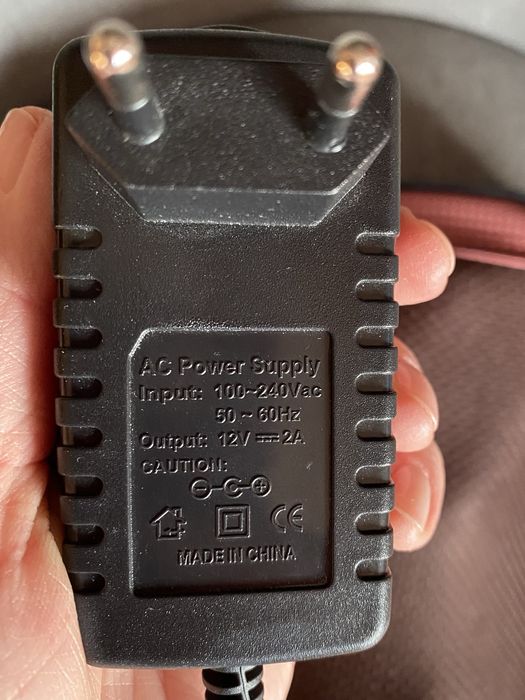 AC Power Supply
Input: 100~240Vac
50~60Hz
Output: 12V⎓2A
CAUTION:
CE
MADE IN CHINA